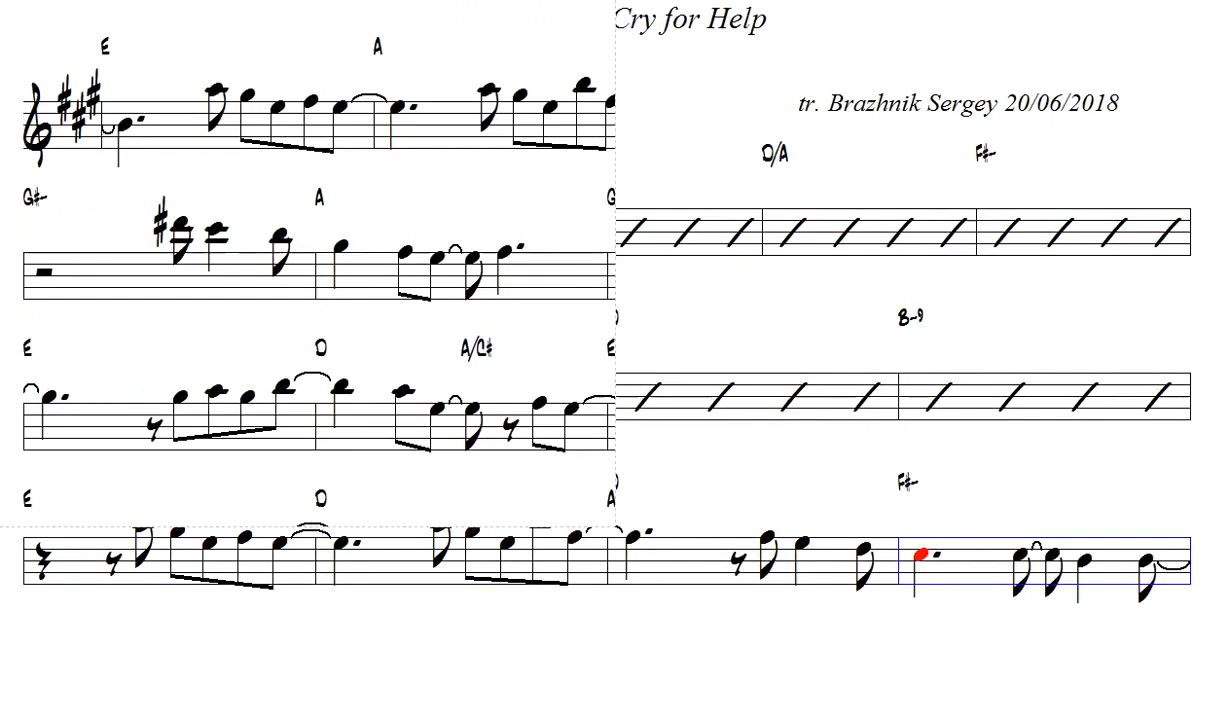 Cry for Help
tr. Brazhnik Sergey 20/06/2018
E A
D/A F#-
G#- A G
B-9
E D A/C# E
F#-
E D A